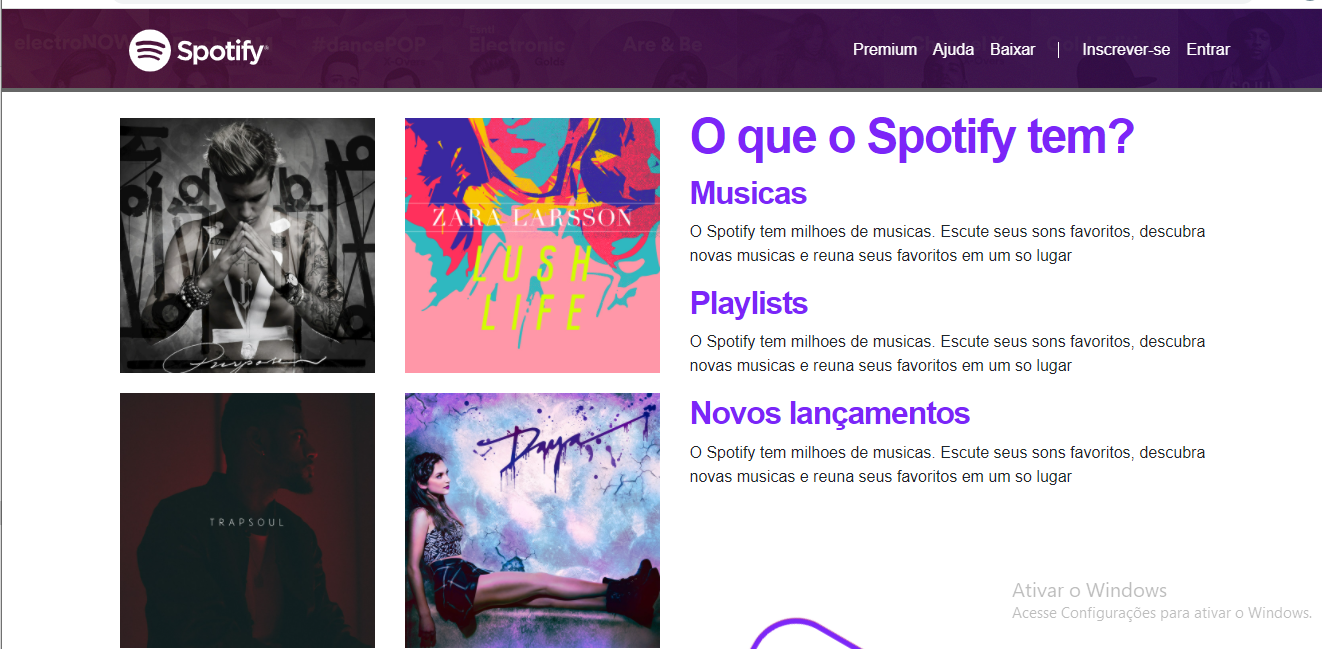 electroNOW
#dancePOP
Electronic
Gold
Are & Be
Spotify
Premium Ajuda Baixar | Inscrever-se Entrar
O que o Spotify tem?
Musicas
O Spotify tem milhoes de musicas. Escute seus sons favoritos, descubra
novas musicas e reuna seus favoritos em um so lugar
Playlists
O Spotify tem milhoes de musicas. Escute seus sons favoritos, descubra
novas musicas e reuna seus favoritos em um so lugar
Novos lançamentos
O Spotify tem milhoes de musicas. Escute seus sons favoritos, descubra
novas musicas e reuna seus favoritos em um so lugar
Purpose
ZARA LARSSON
LUSH
LIFE
TRAPSOUL
Daya
Ativar o Windows
Acesse Configurações para ativar o Windows.